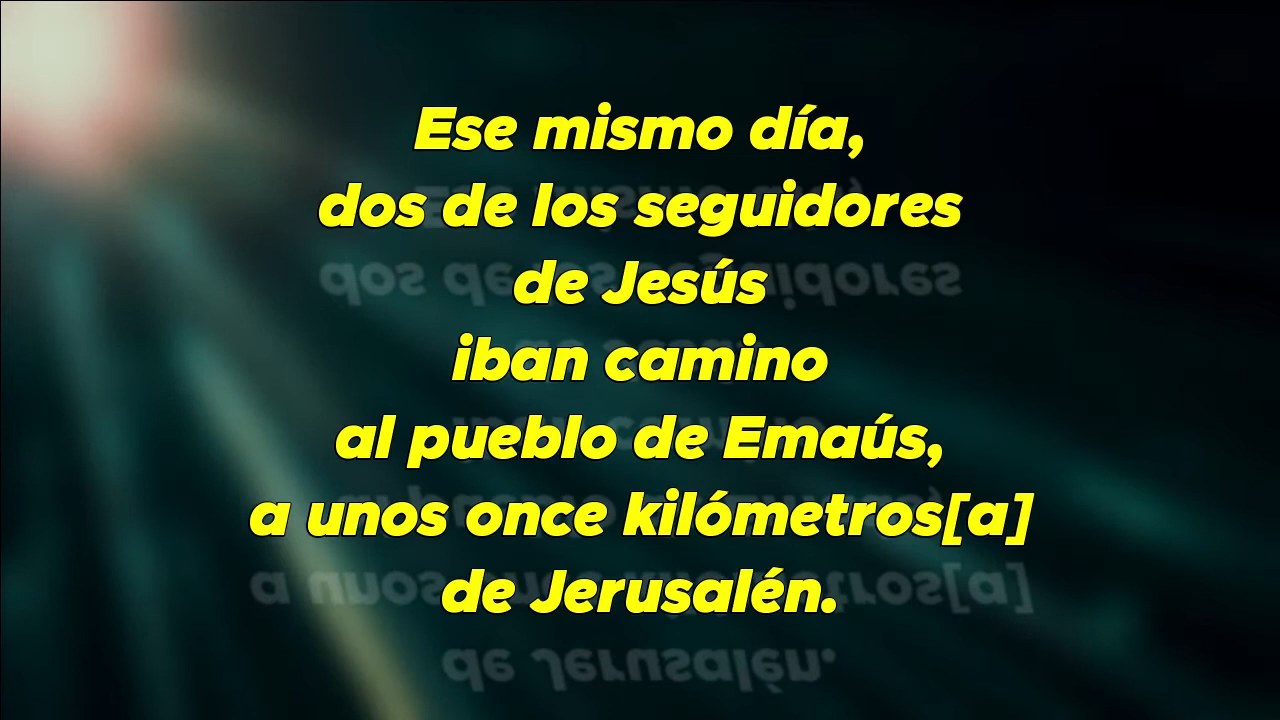 Ese mismo día,
dos de los seguidores
de Jesús
iban camino
al pueblo de Emaús,
a unos once kilómetros[a]
de Jerusalén.